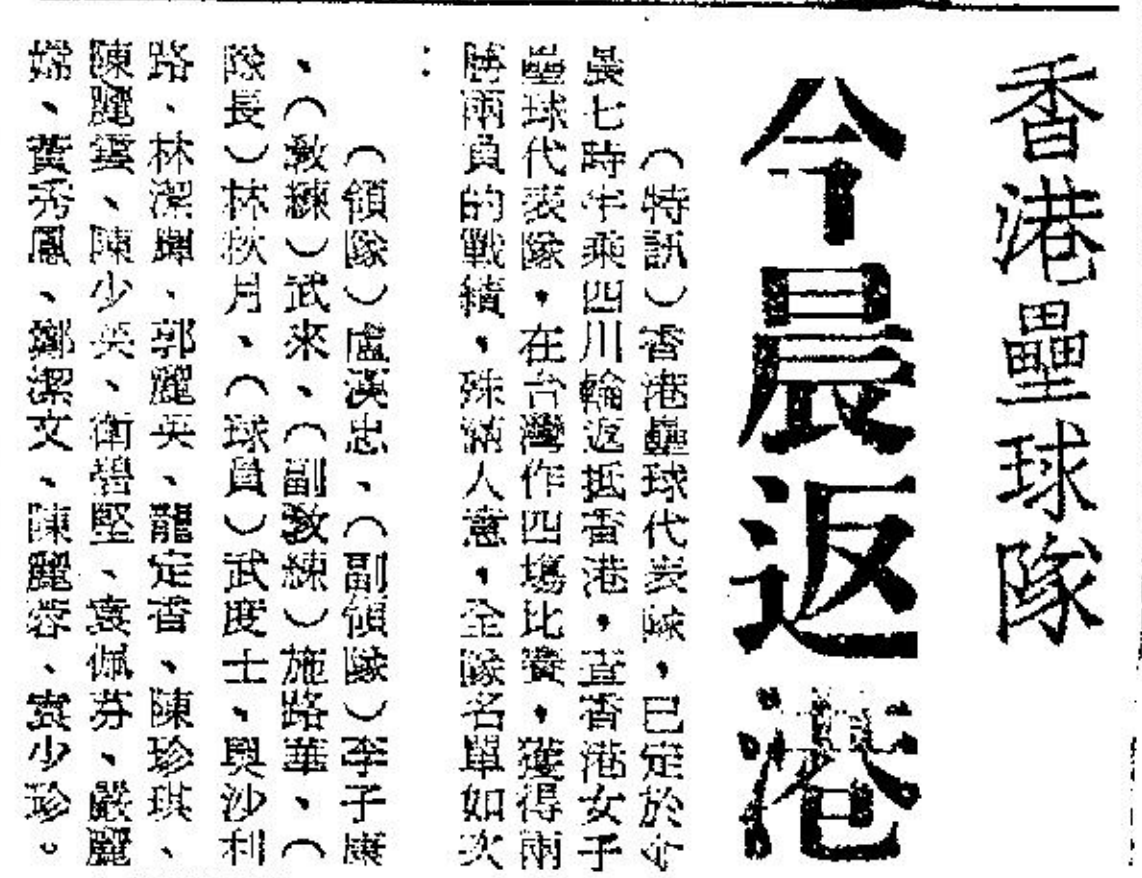 香港壘球隊
今晨返港
（特訊）香港壘球代表隊，已定於今
晨七時半乘四川輪返抵香港，查香港女子
壘球代表隊，在台灣作四塲比賽，獲得兩
勝兩負的戰績，殊滿人意，全隊名單如次
：
（領隊）盧漢忠、（副領隊）李子康
、（教練）武來、（副教練）施路華、（
隊長）林秋月、（球員）武度士、與沙利
路、林潔輝、郭麗英、龍定香、陳珍琪、
陳麗雲、陳少英、衛碧堅、袁佩芬、嚴麗
嫦、黃秀鳳、鄭潔文、陳麗蓉、賓少珍。